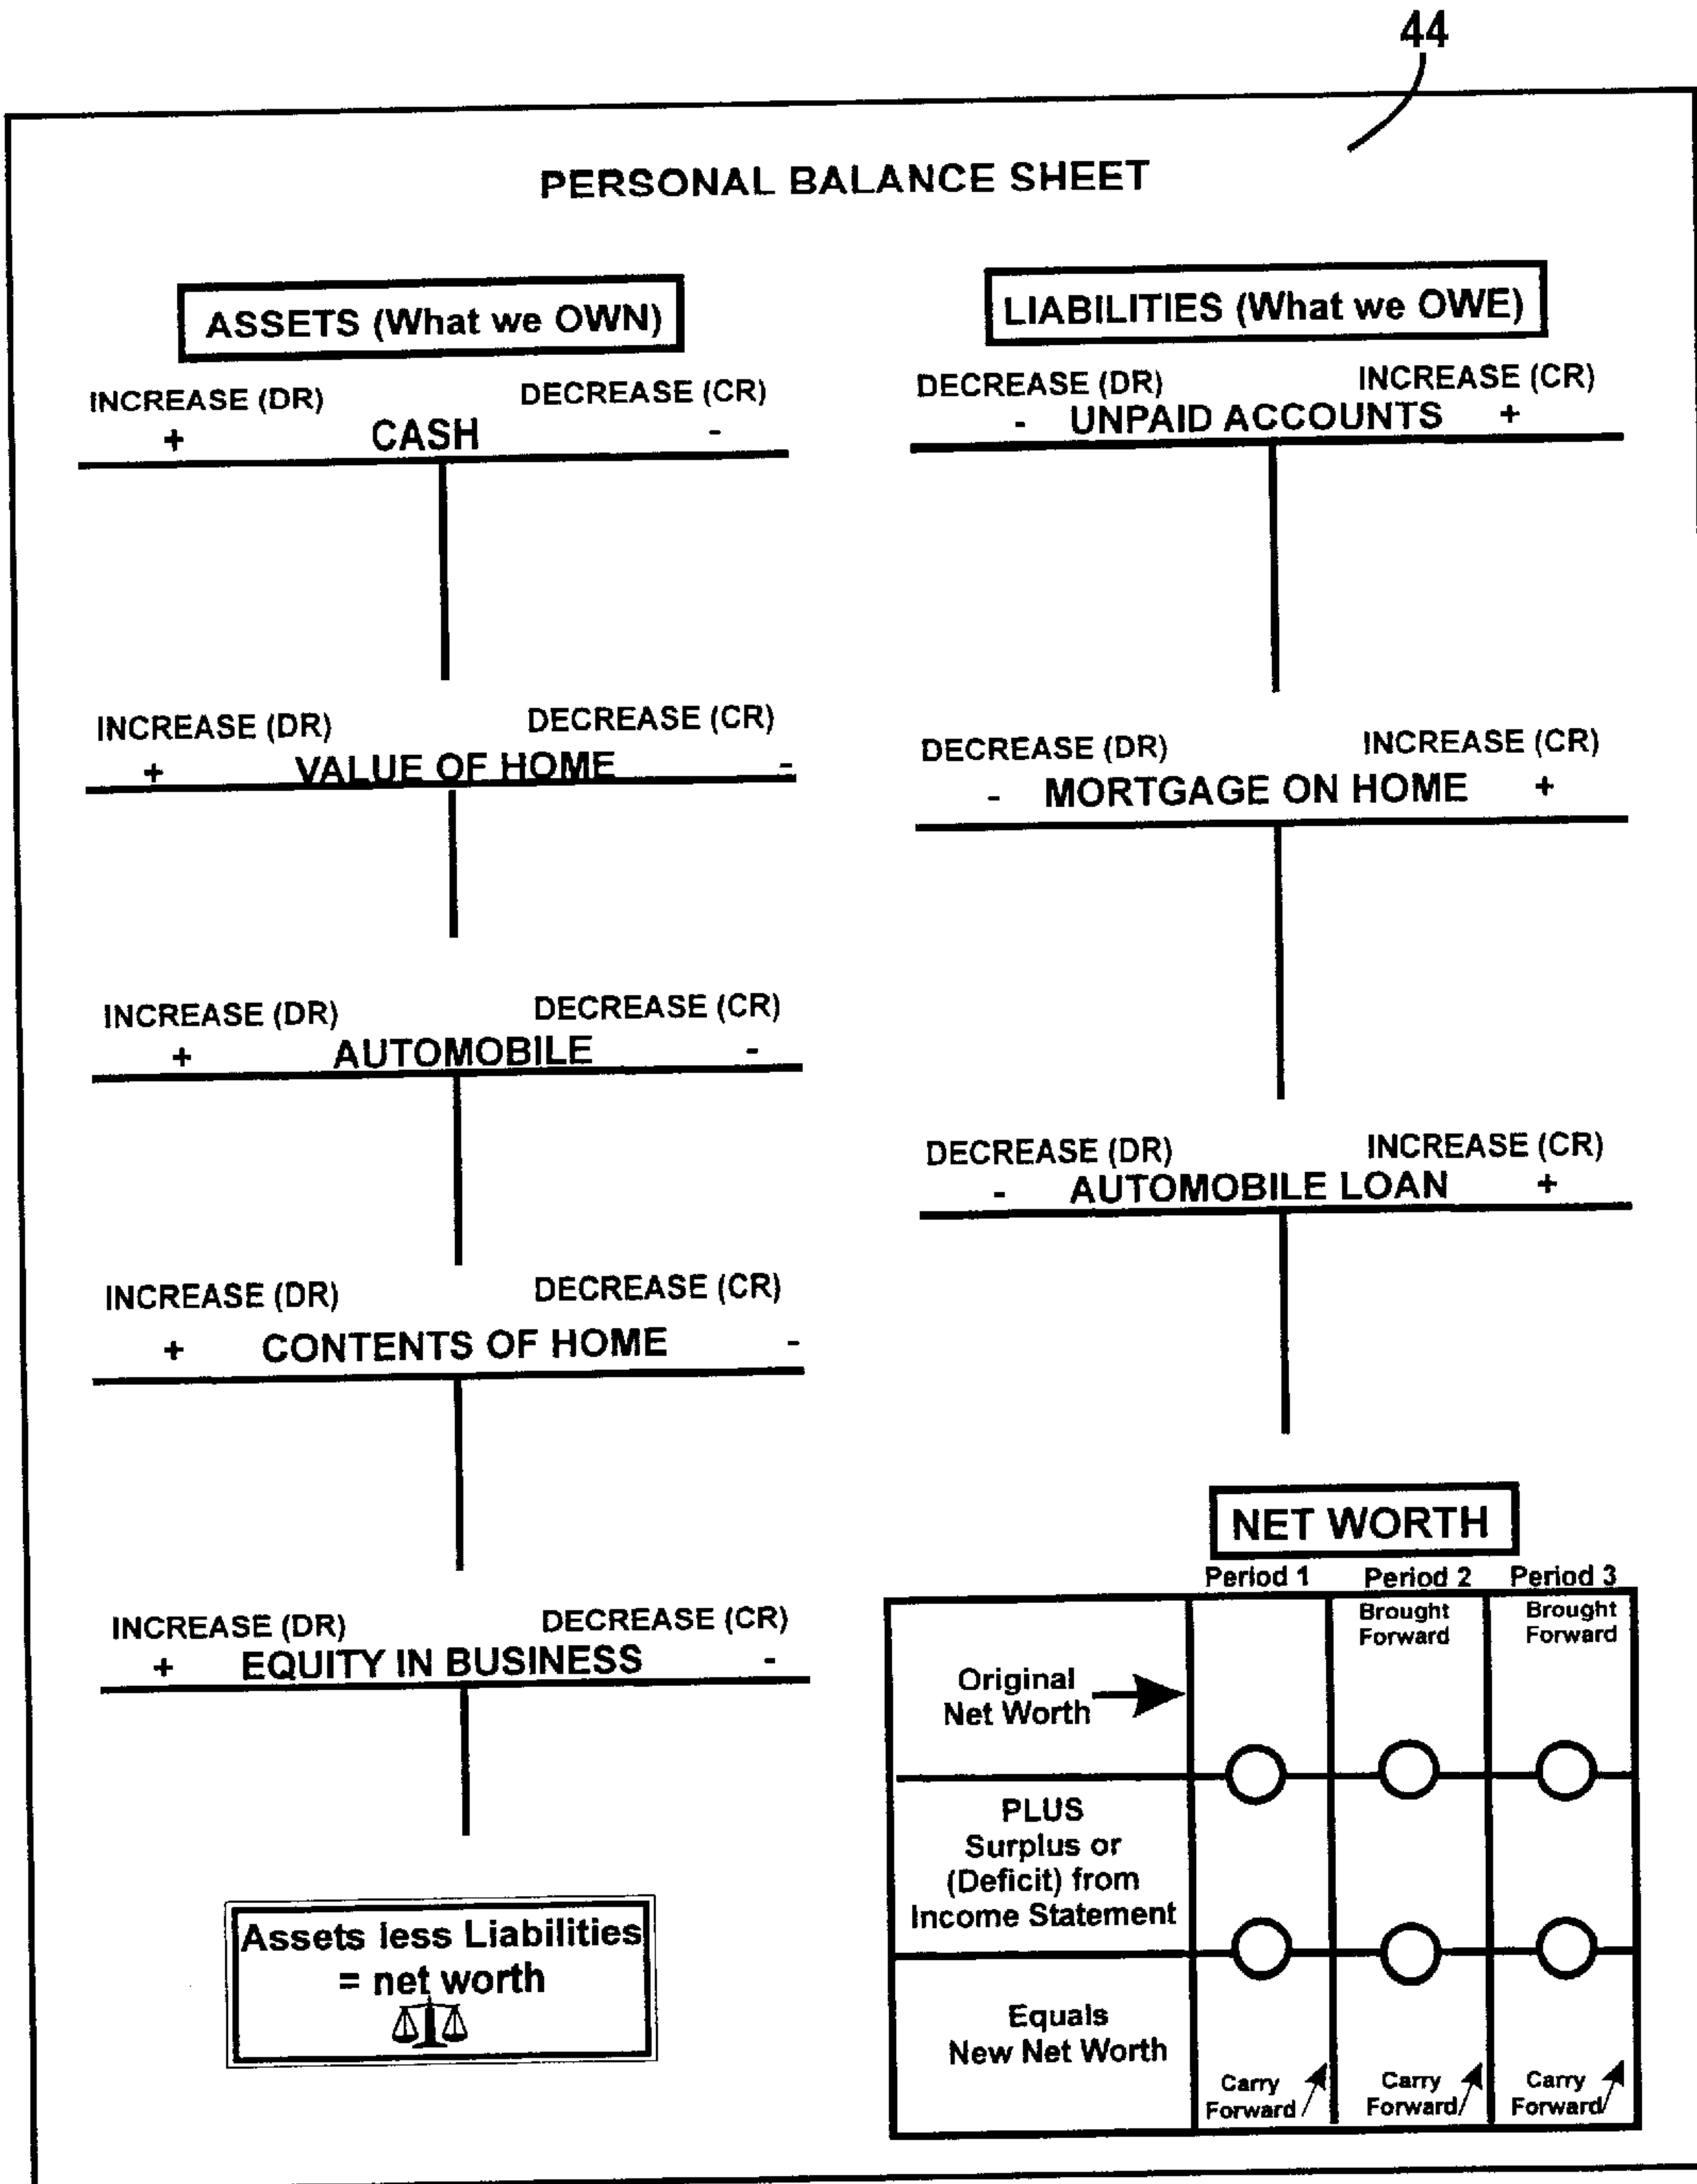 44
PERSONAL BALANCE SHEET
ASSETS (What we OWN)
INCREASE (DR) DECREASE (CR)
+ CASH -
INCREASE (DR) DECREASE (CR)
+ VALUE OF HOME -
INCREASE (DR) DECREASE (CR)
+ AUTOMOBILE -
INCREASE (DR) DECREASE (CR)
+ CONTENTS OF HOME -
INCREASE (DR) DECREASE (CR)
+ EQUITY IN BUSINESS -
Assets less Liabilities
= net worth
LIABILITIES (What we OWE)
DECREASE (DR) INCREASE (CR)
- UNPAID ACCOUNTS +
DECREASE (DR) INCREASE (CR)
- MORTGAGE ON HOME +
DECREASE (DR) INCREASE (CR)
- AUTOMOBILE LOAN +
NET WORTH
Period 1 Period 2 Period 3
Brought Brought
Forward Forward
Original
Net Worth
PLUS
Surplus or
(Deficit) from
Income Statement
Equals
New Net Worth
Carry Carry Carry
Forward Forward Forward